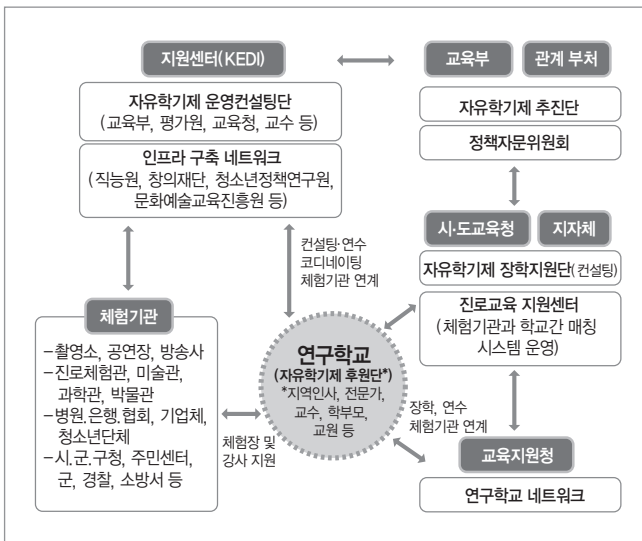 지원센터(KEDI)
자유학기제 운영컨설팅단
(교육부, 평가원, 교육청, 교수 등)
인프라 구축 네트워크
(직능원, 창의재단, 청소년정책연구원,
문화예술교육진흥원 등)
교육부
관계 부처
자유학기제 추진단
정책자문위원회
시·도교육청
지자체
자유학기제 장학지원단(컨설팅)
진로교육 지원센터
(체험기관과 학교간 매칭
시스템 운영)
컨설팅·연수
코디네이팅
체험기관 연계
체험기관
–촬영소, 공연장, 방송사
–진로체험관, 미술관,
과학관, 박물관
–병원.은행.협회, 기업체,
청소년단체
–시.군.구청, 주민센터,
군, 경찰, 소방서 등
연구학교
(자유학기제 후원단*)
*지역인사, 전문가,
교수, 학부모,
교원 등
체험장 및
강사 지원
장학, 연수
체험기관 연계
교육지원청
연구학교 네트워크